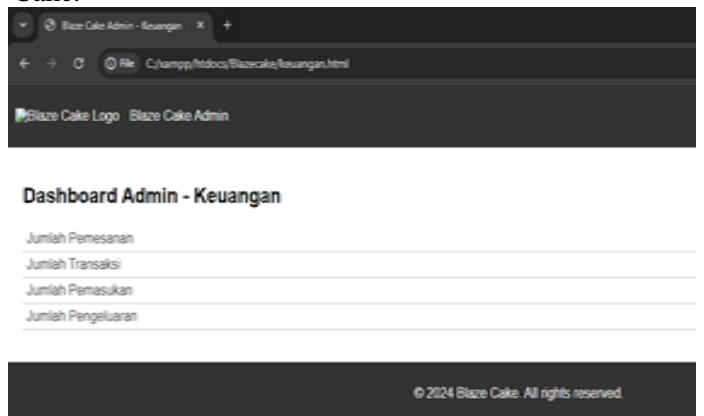 Blaze Cake Admin - Keuangan
File C:/xampp/htdocs/Blazecake/keuangan.html
Blaze Cake Logo Blaze Cake Admin
Dashboard Admin - Keuangan
Jumlah Pemesanan
Jumlah Transaksi
Jumlah Pemasukan
Jumlah Pengeluaran
© 2024 Blaze Cake. All rights reserved.